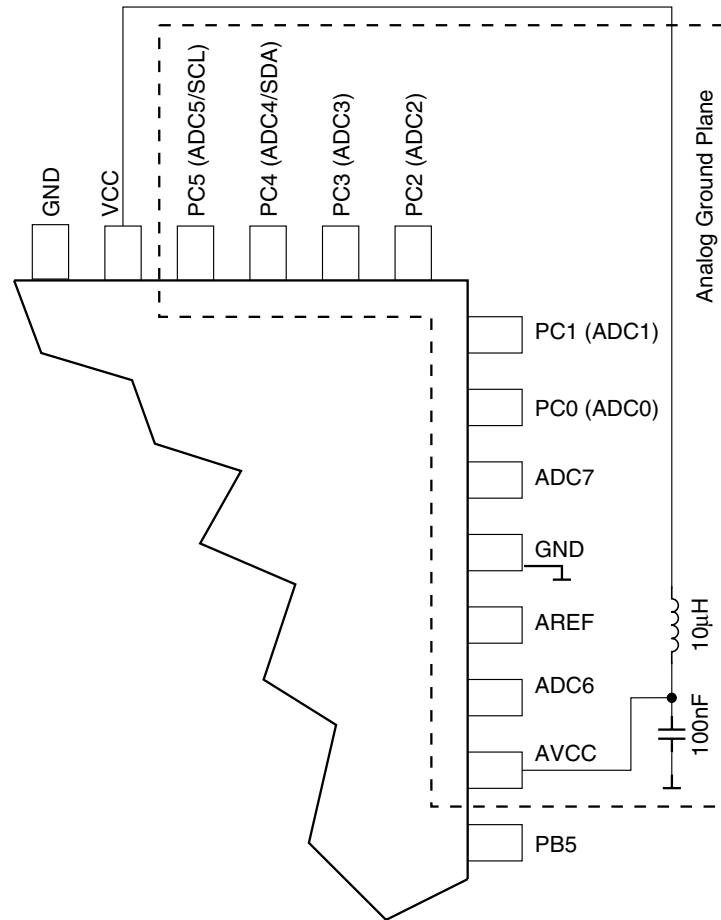 GND
VCC
PC5 (ADC5/SCL)
PC4 (ADC4/SDA)
PC3 (ADC3)
PC2 (ADC2)
Analog Ground Plane
PC1 (ADC1)
PC0 (ADC0)
ADC7
GND
AREF
ADC6
AVCC
PB5
10µH
100nF